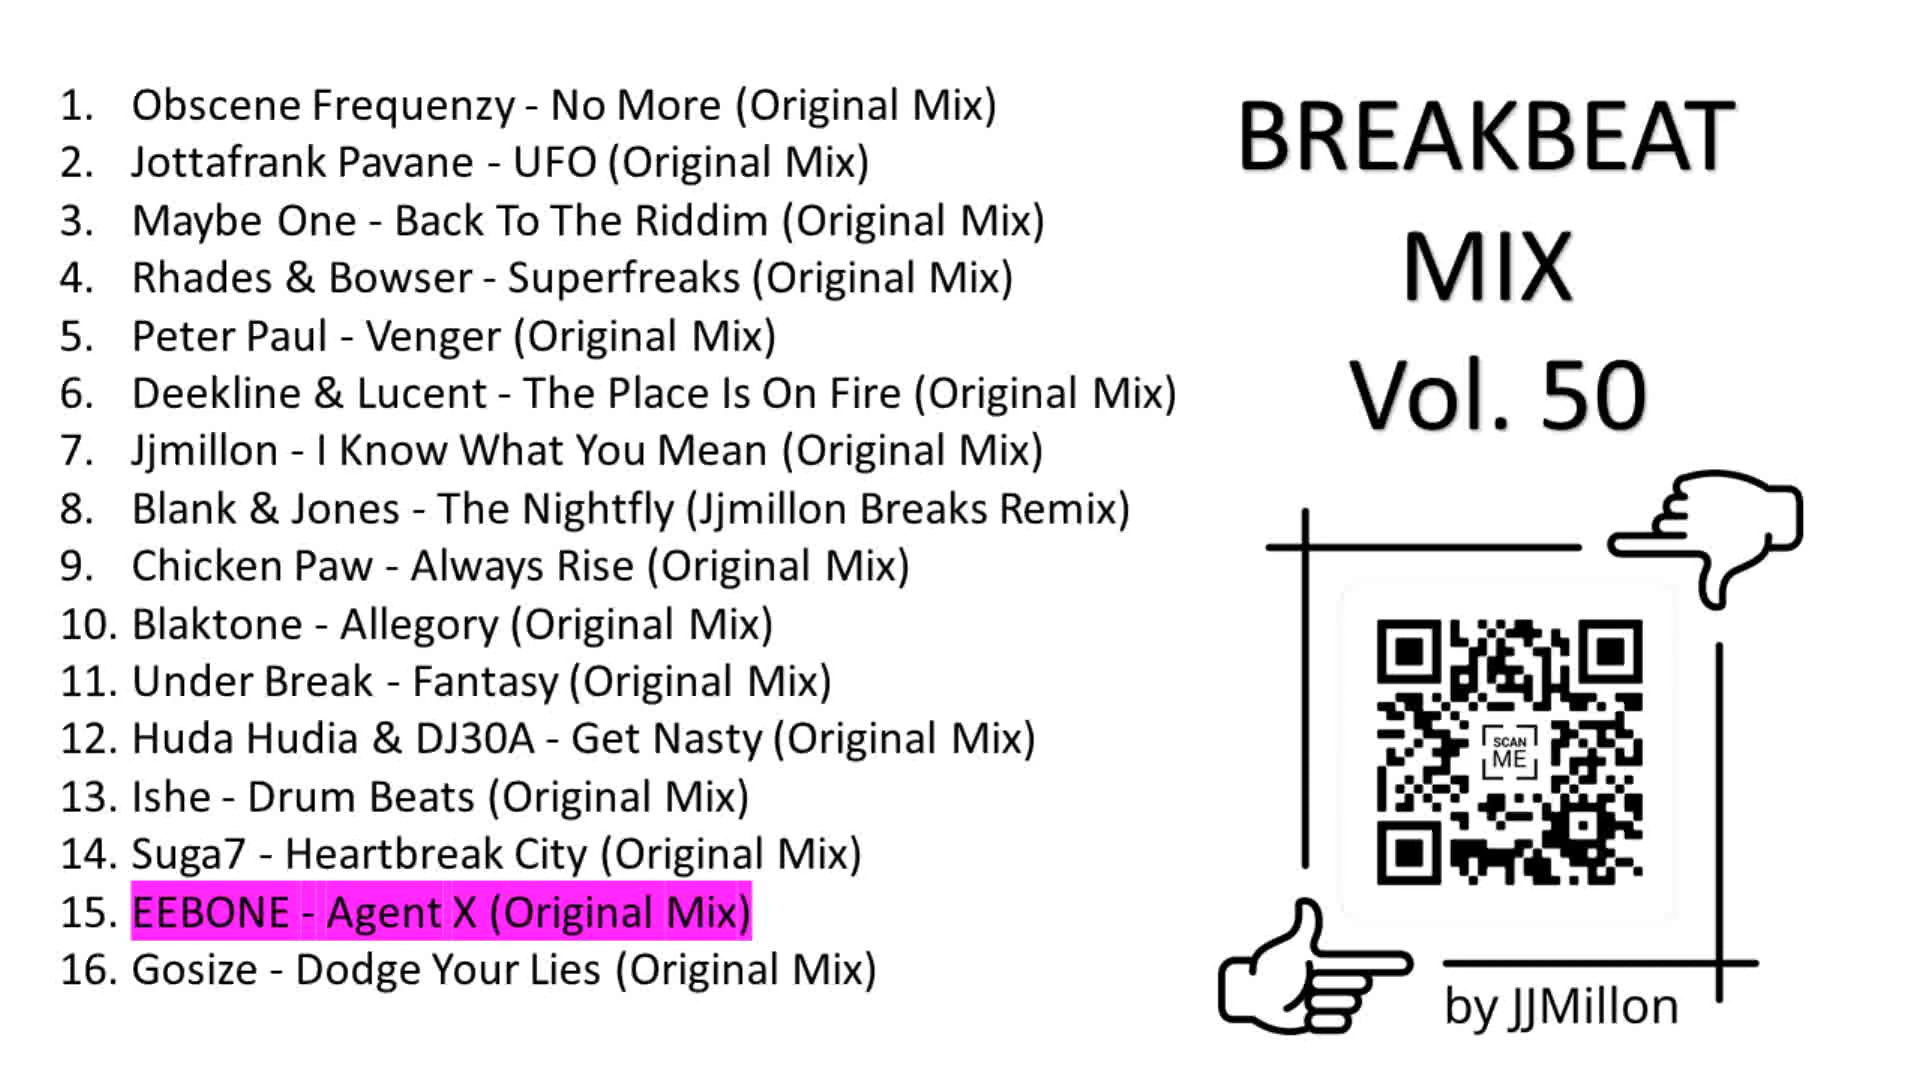 1. Obscene Frequenzy - No More (Original Mix)
2. Jottafrank Pavane - UFO (Original Mix)
3. Maybe One - Back To The Riddim (Original Mix)
4. Rhades & Bowser - Superfreaks (Original Mix)
5. Peter Paul - Venger (Original Mix)
6. Deekline & Lucent - The Place Is On Fire (Original Mix)
7. Jjmillon - I Know What You Mean (Original Mix)
8. Blank & Jones - The Nightfly (Jjmillon Breaks Remix)
9. Chicken Paw - Always Rise (Original Mix)
10. Blaktone - Allegory (Original Mix)
11. Under Break - Fantasy (Original Mix)
12. Huda Hudia & DJ30A - Get Nasty (Original Mix)
13. Ishe - Drum Beats (Original Mix)
14. Suga7 - Heartbreak City (Original Mix)
15. EEBONE - Agent X (Original Mix)
16. Gosize - Dodge Your Lies (Original Mix)
BREAKBEAT
MIX
Vol. 50
SCAN
ME
by JJMillon